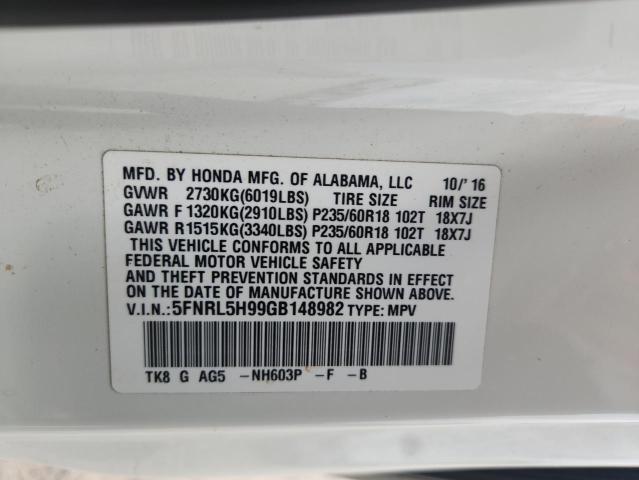 MFD. BY HONDA MFG. OF ALABAMA, LLC 10/'16
GVWR 2730KG(6019LBS) TIRE SIZE RIM SIZE
GAWR F 1320KG(2910LBS) P235/60R18 102T 18X7J
GAWR R1515KG(3340LBS) P235/60R18 102T 18X7J
THIS VEHICLE CONFORMS TO ALL APPLICABLE
FEDERAL MOTOR VEHICLE SAFETY
AND THEFT PREVENTION STANDARDS IN EFFECT
ON THE DATE OF MANUFACTURE SHOWN ABOVE.
V.I.N.:5FNRL5H99GB148982 TYPE: MPV
TK8 G AG5 -NH603P -F -B